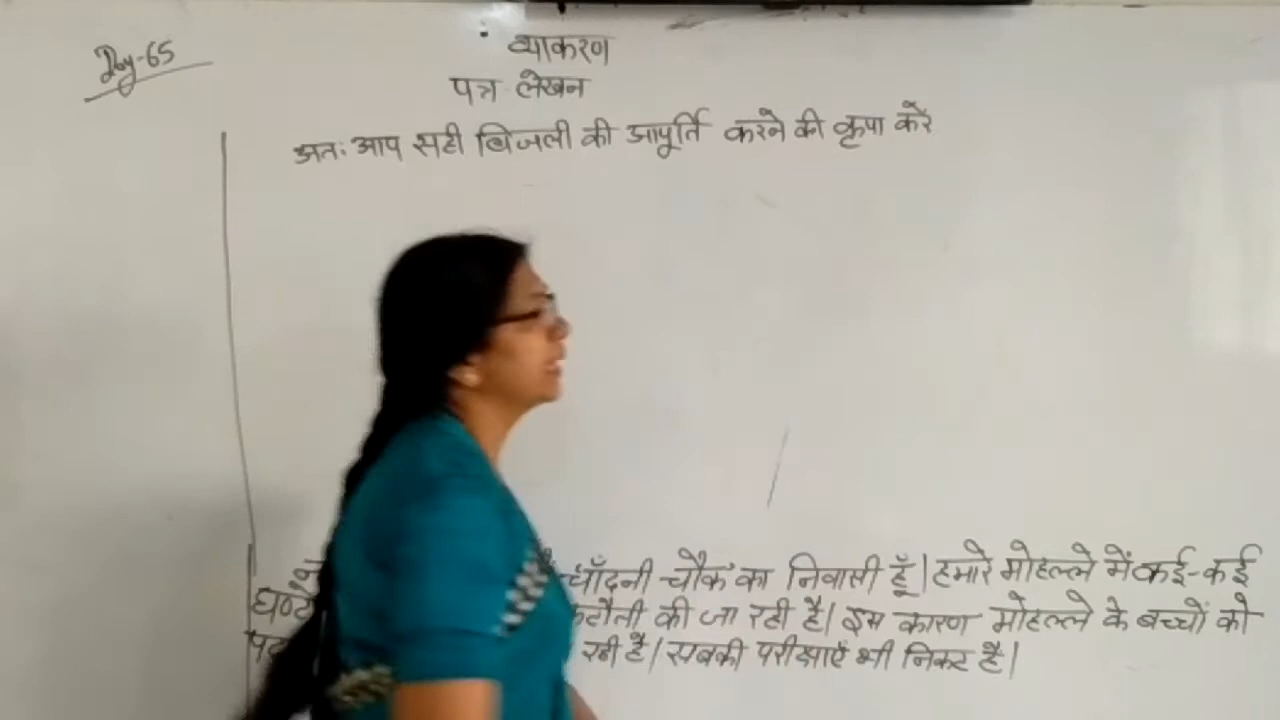 Day-65
व्याकरण
पत्र लेखन
अतः आप सही बिजली की आपूर्ति करने की कृपा करें
चाँदनी चौक का निवासी हूँ। हमारे मोहल्ले में कई-कई
घण्टे कटौती की जा रही है। इस कारण मोहल्ले के बच्चों को
रही है। सबकी परीक्षाएँ भी निकट है।